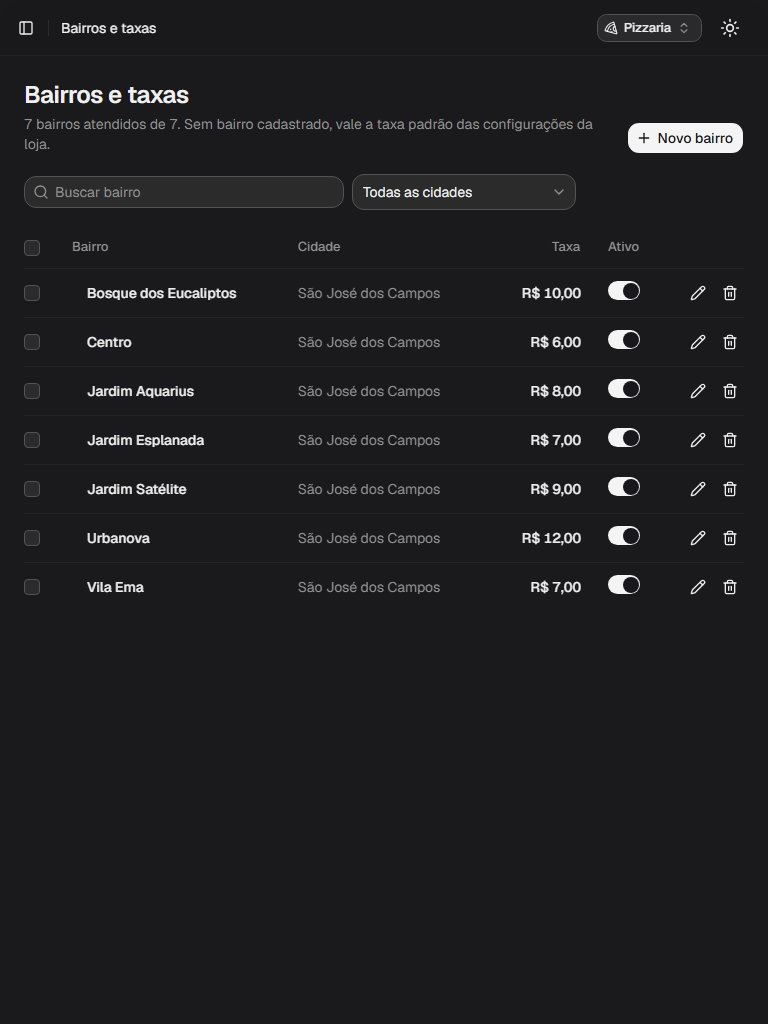 Bairros e taxas
Pizzaria
Bairros e taxas
7 bairros atendidos de 7. Sem bairro cadastrado, vale a taxa padrão das configurações da
loja.
Novo bairro
Buscar bairro
Todas as cidades
Bairro Cidade Taxa Ativo
Bosque dos Eucaliptos São José dos Campos R$ 10,00
Centro São José dos Campos R$ 6,00
Jardim Aquarius São José dos Campos R$ 8,00
Jardim Esplanada São José dos Campos R$ 7,00
Jardim Satélite São José dos Campos R$ 9,00
Urbanova São José dos Campos R$ 12,00
Vila Ema São José dos Campos R$ 7,00